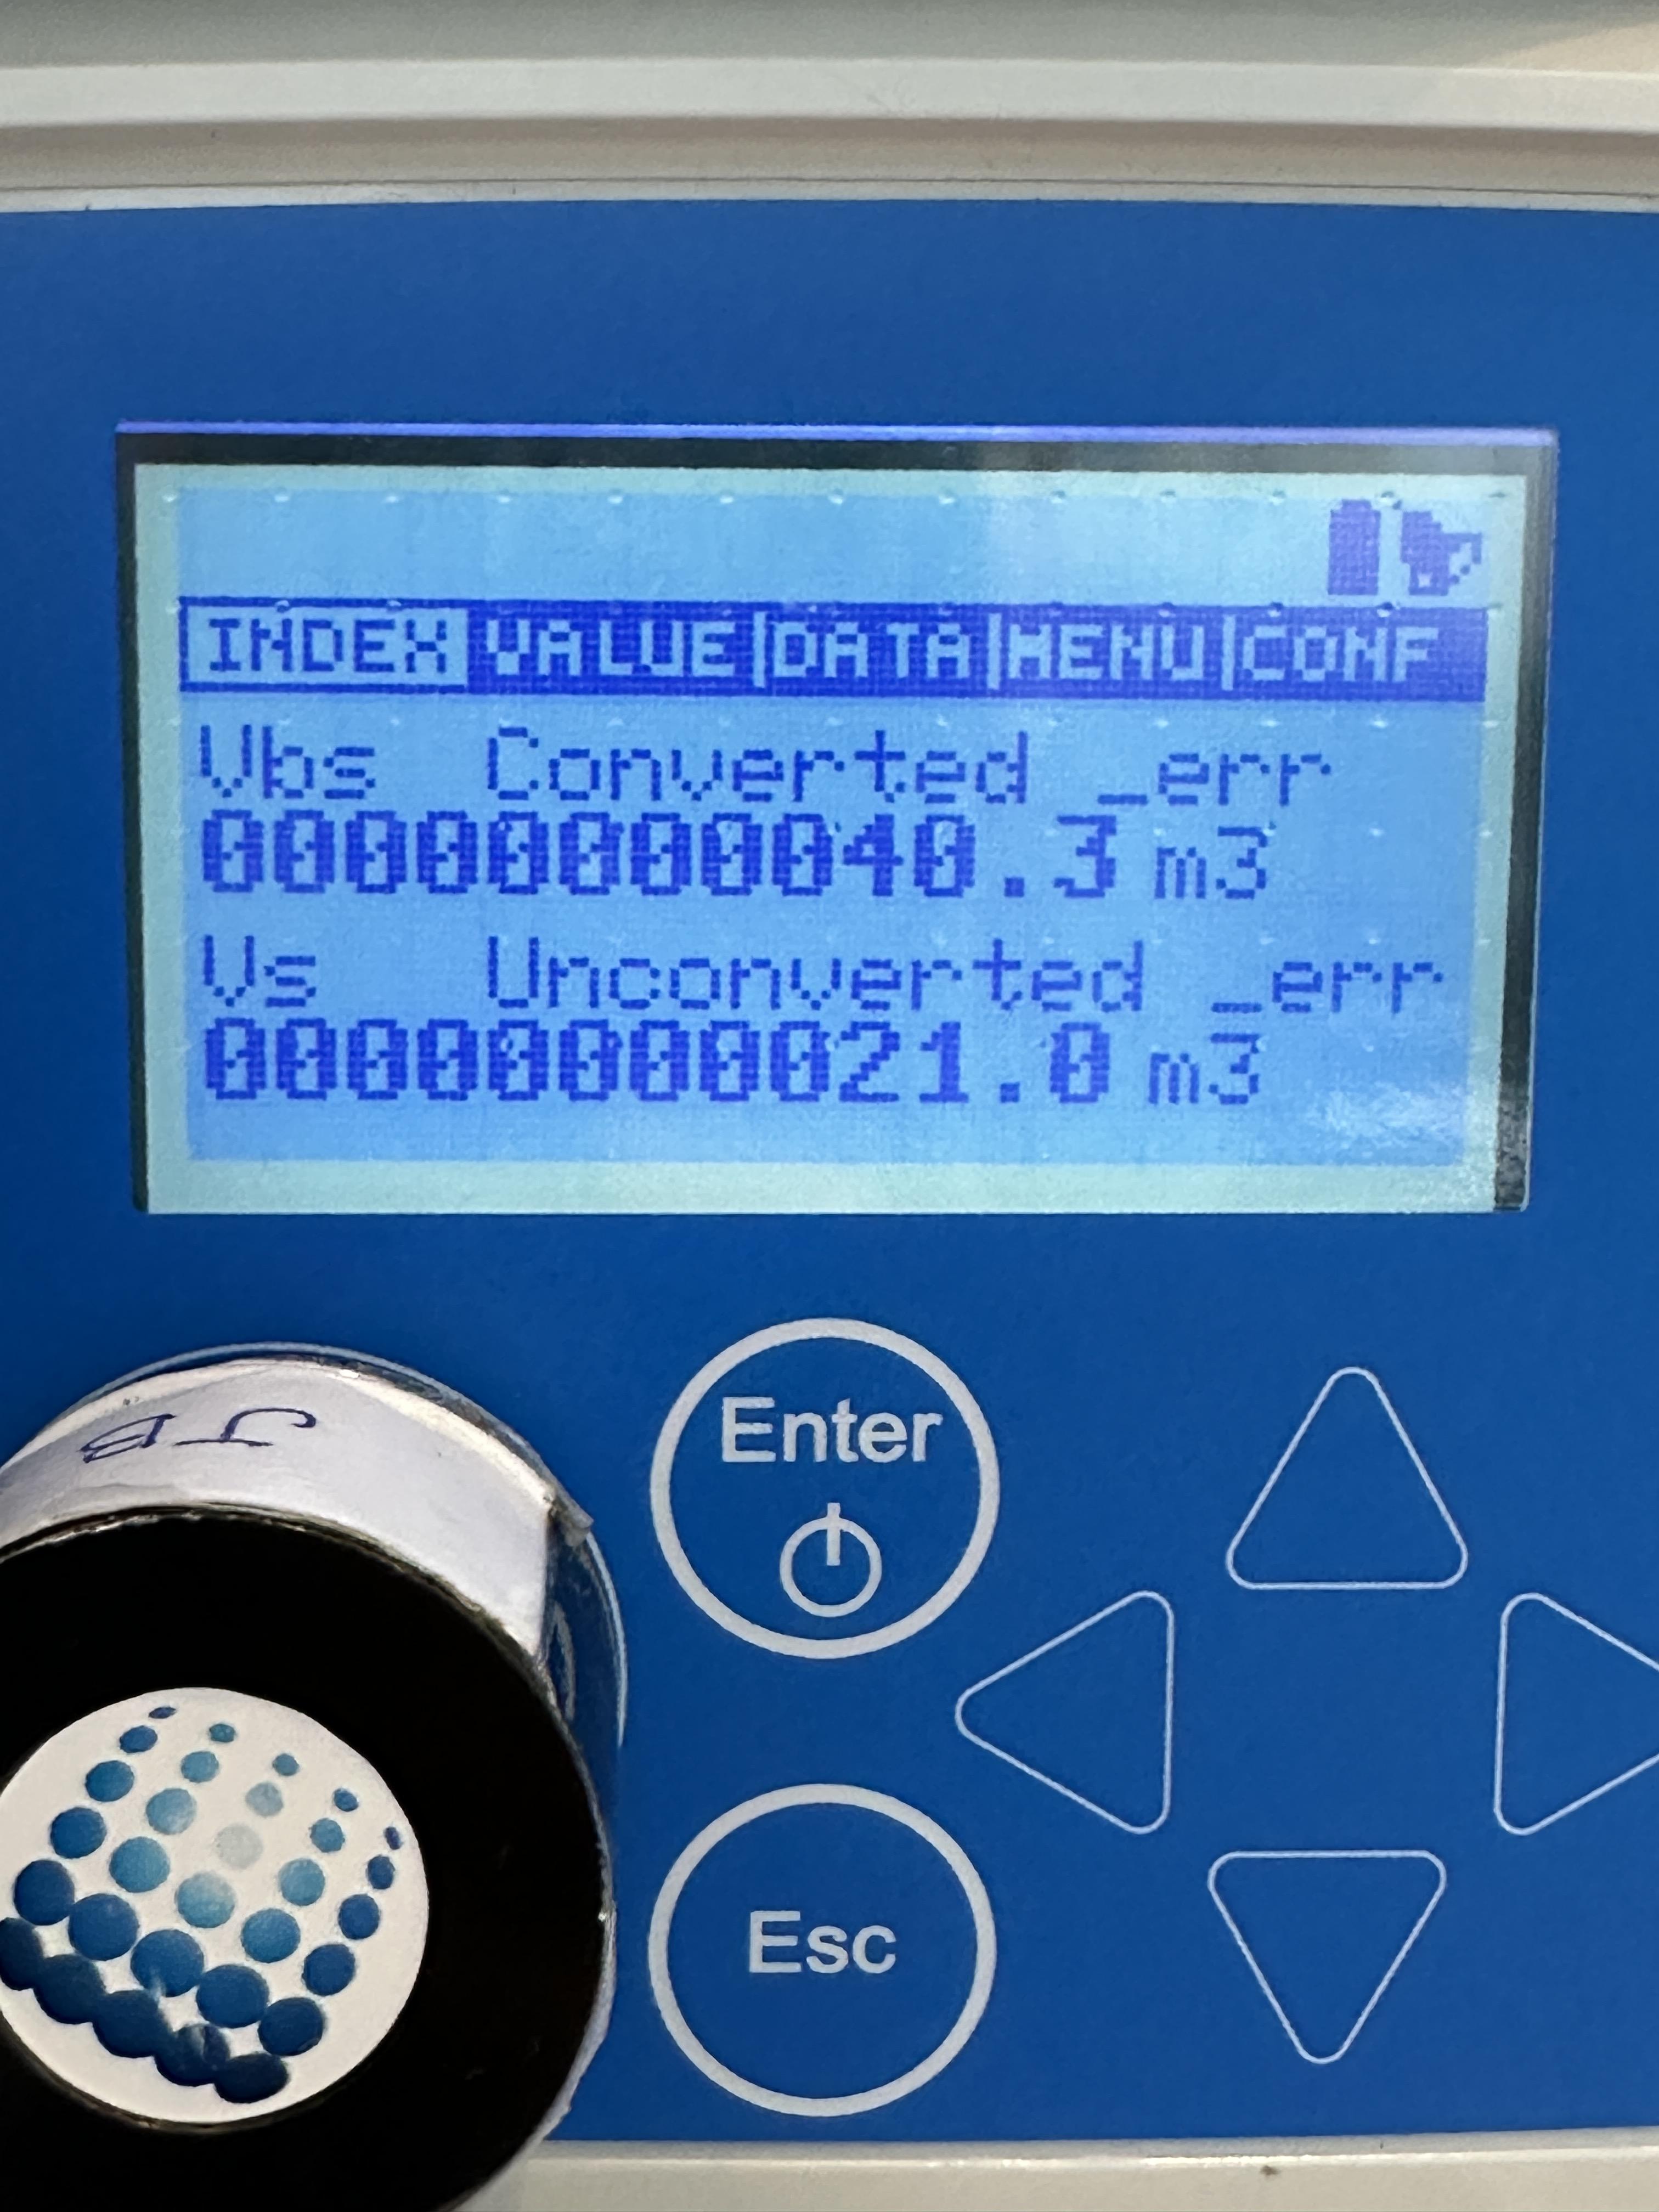 INDEX VALUE|DATA|MENU|CONF
Vbs Converted _err
00000000040.3 m3
Vs Unconverted _err
00000000021.0 m3
Enter
Esc
JB